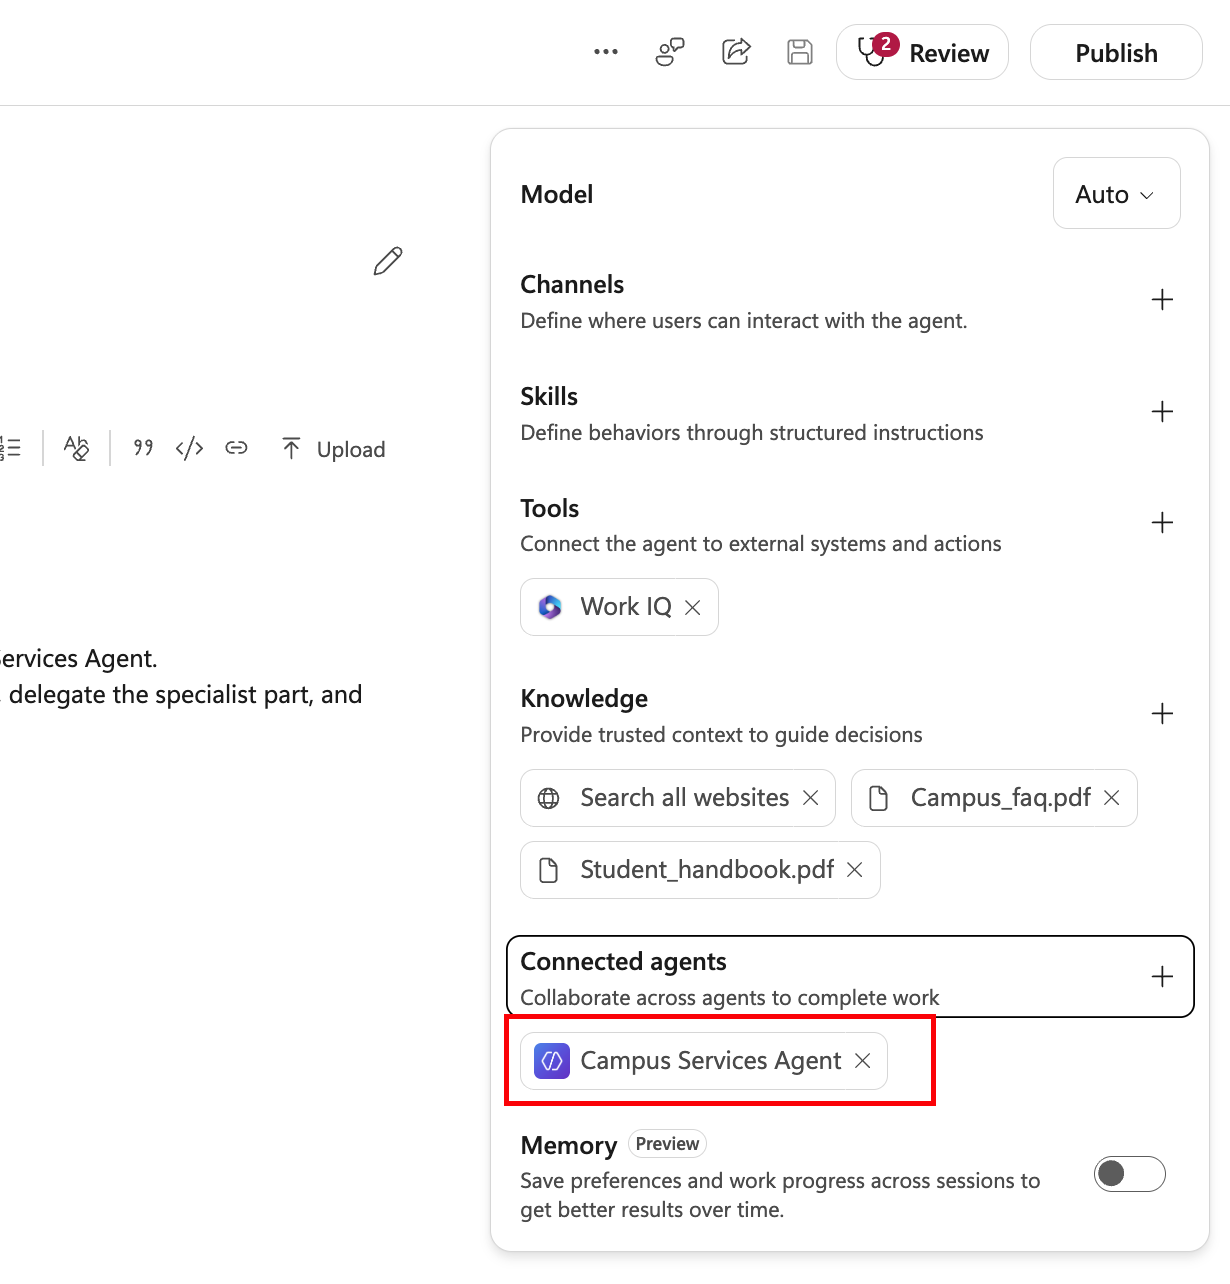 2 Review
Publish
Model
Auto
Channels
Define where users can interact with the agent.
Skills
Define behaviors through structured instructions
Upload
Tools
Connect the agent to external systems and actions
Work IQ
ervices Agent.
, delegate the specialist part, and
Knowledge
Provide trusted context to guide decisions
Search all websites
Campus_faq.pdf
Student_handbook.pdf
Connected agents
Collaborate across agents to complete work
Campus Services Agent
Memory Preview
Save preferences and work progress across sessions to
get better results over time.